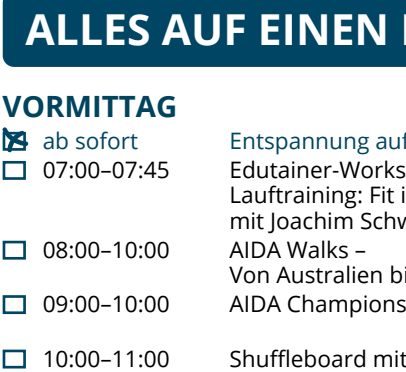 ALLES AUF EINEN
VORMITTAG
ab sofort Entspannung auf
07:00–07:45 Edutainer-Works
Lauftraining: Fit i
mit Joachim Schw
08:00–10:00 AIDA Walks –
Von Australien bi
09:00–10:00 AIDA Champions
10:00–11:00 Shuffleboard mit